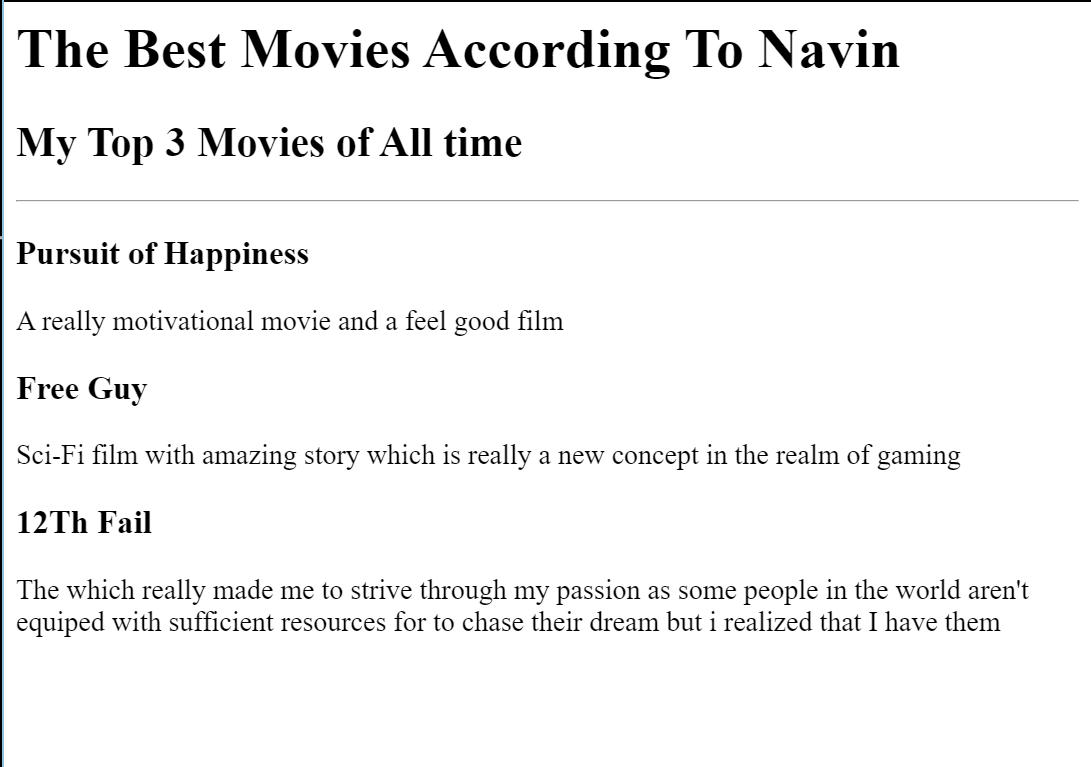 The Best Movies According To Navin
My Top 3 Movies of All time
Pursuit of Happiness
A really motivational movie and a feel good film
Free Guy
Sci-Fi film with amazing story which is really a new concept in the realm of gaming
12Th Fail
The which really made me to strive through my passion as some people in the world aren't
equiped with sufficient resources for to chase their dream but i realized that I have them